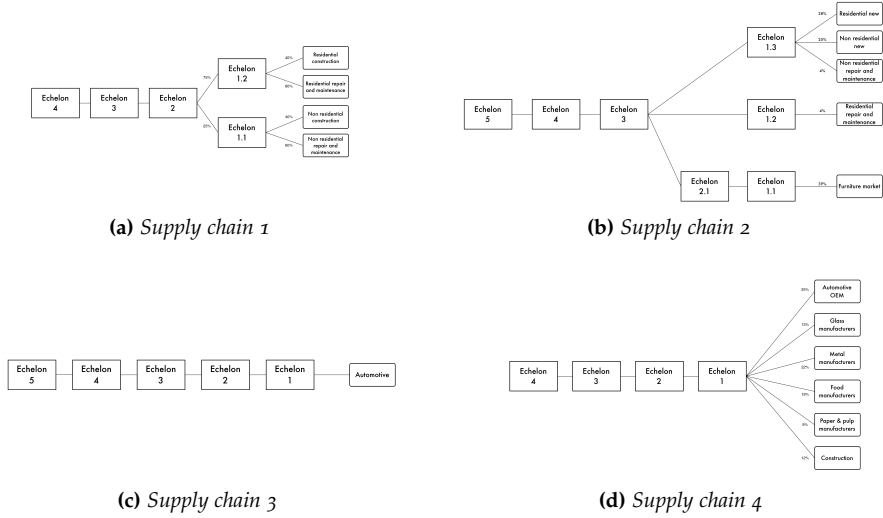 Echelon
4
Echelon
3
Echelon
2
75%
25%
Echelon
1.2
Echelon
1.1
40%
60%
40%
60%
Residential
construction
Residential repair
and maintenance
Non residential
construction
Non residential
repair and
maintenance
(a) Supply chain 1
Echelon
5
Echelon
4
Echelon
3
Echelon
1.3
Echelon
1.2
Echelon
2.1
Echelon
1.1
25%
4%
4%
39%
Residential new
Non residential
new
Non residential
repair and
maintenance
Residential
repair and
maintenance
Furniture market
(b) Supply chain 2
Echelon
5
Echelon
4
Echelon
3
Echelon
2
Echelon
1
Automotive
(c) Supply chain 3
Echelon
4
Echelon
3
Echelon
2
Echelon
1
22%
12%
Automotive
OEM
Glass
manufacturers
Metal
manufacturers
Food
manufacturers
Paper & pulp
manufacturers
Construction
(d) Supply chain 4